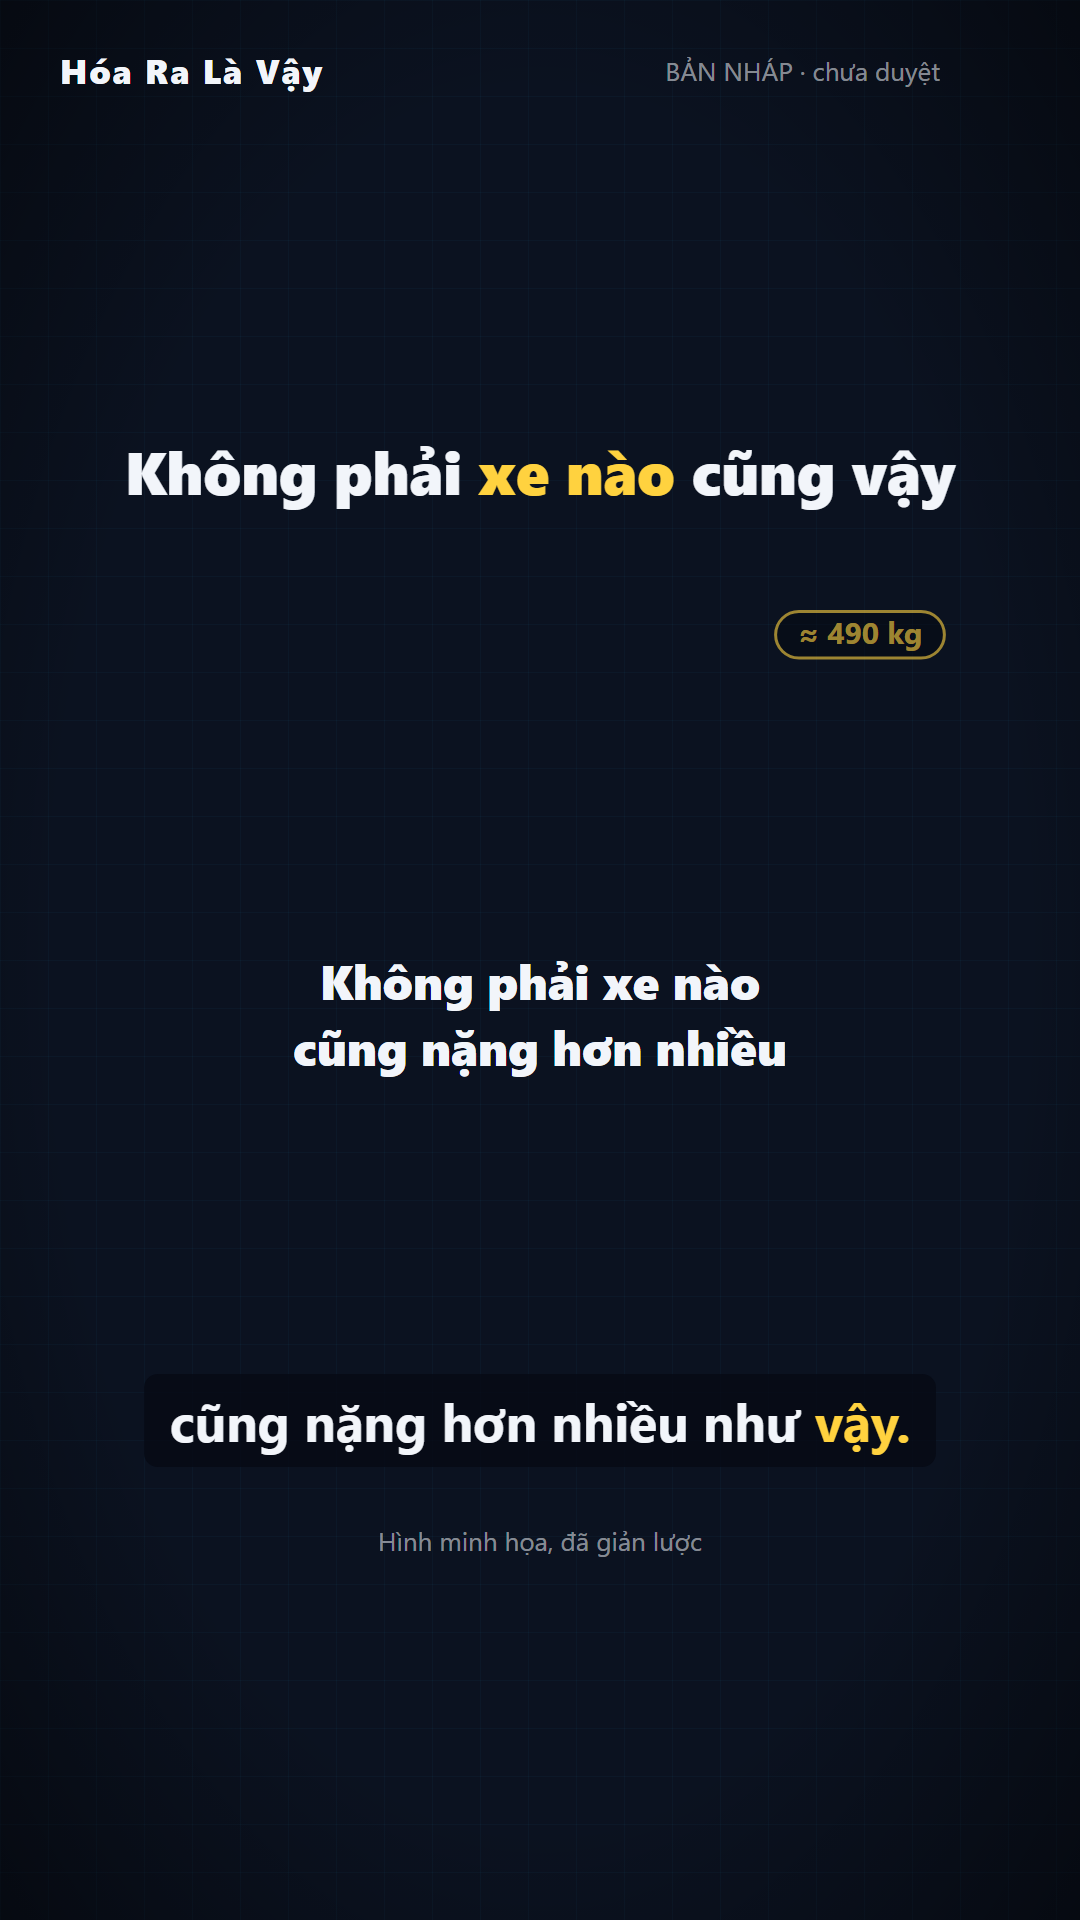 Hóa Ra Là Vậy
BẢN NHÁP · chưa duyệt
Không phải xe nào cũng vậy
≈ 490 kg
Không phải xe nào
cũng nặng hơn nhiều
cũng nặng hơn nhiều như vậy.
Hình minh họa, đã giản lược